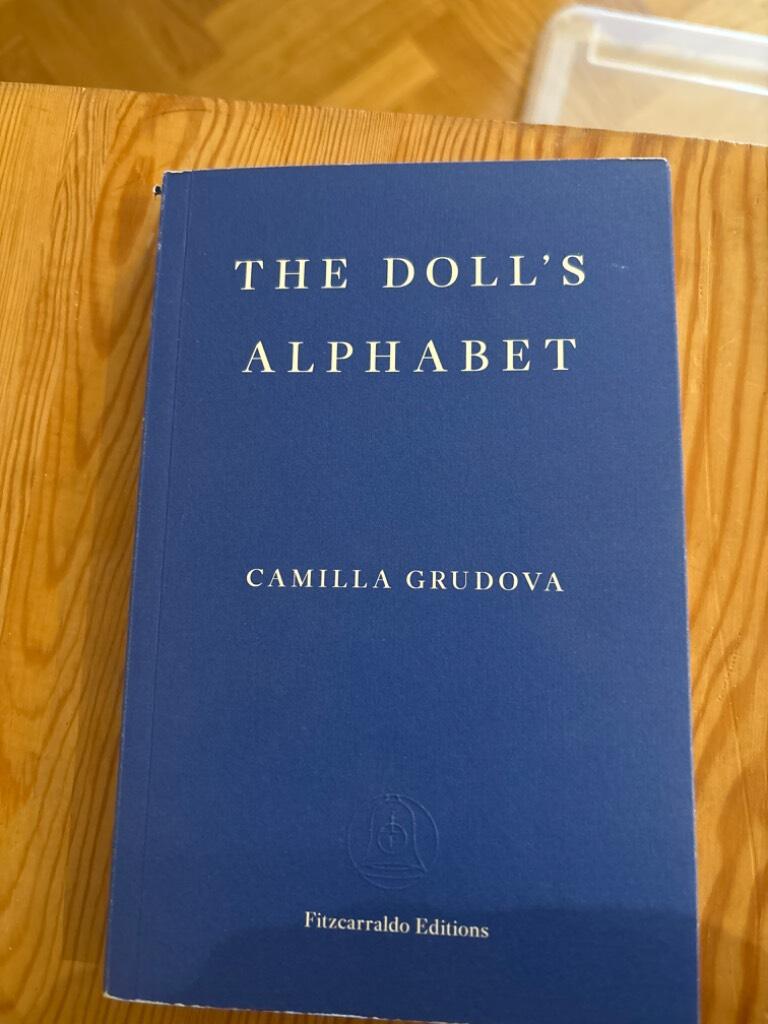 THE DOLL’S
ALPHABET
CAMILLA GRUDOVA
Fitzcarraldo Editions